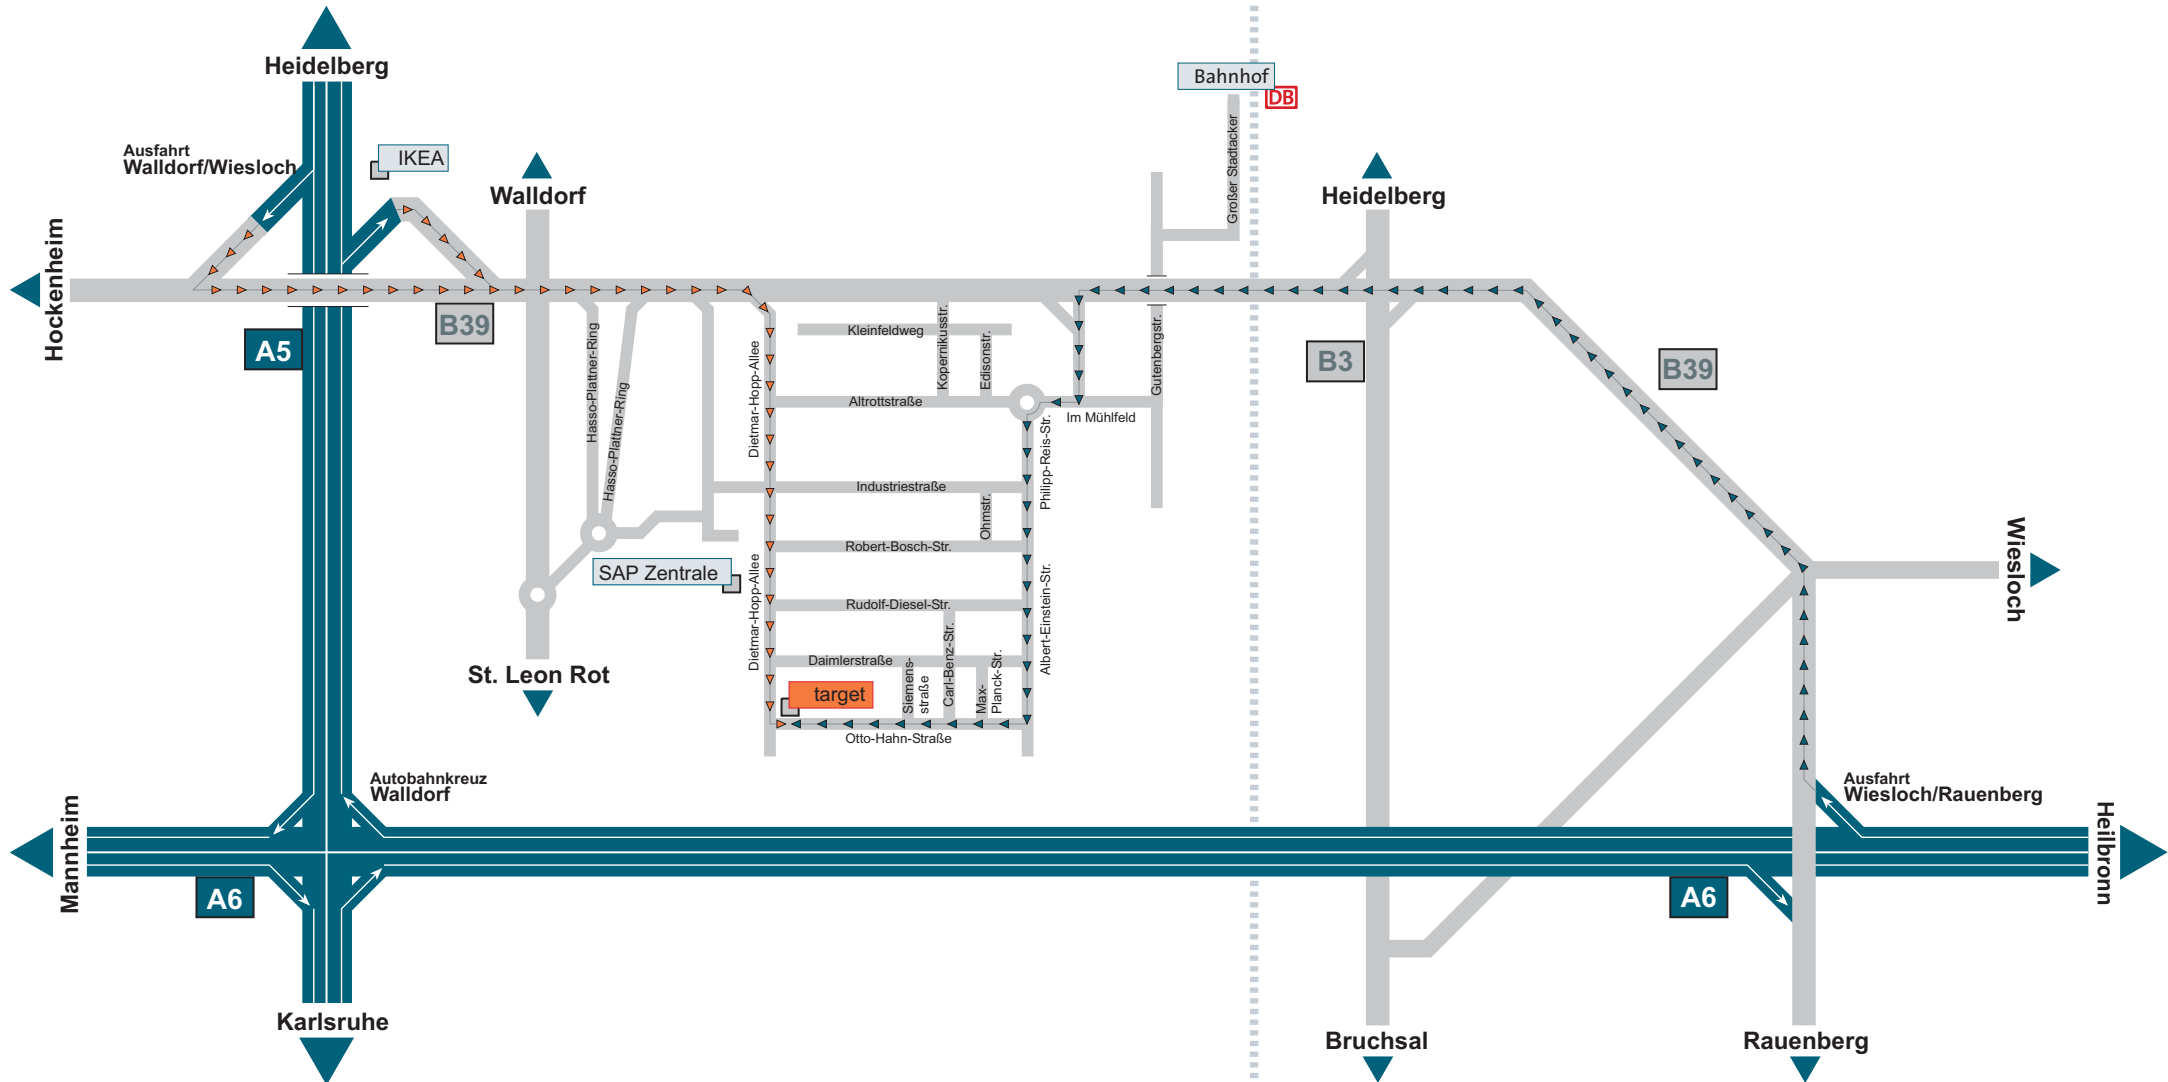 Heidelberg
Bahnhof
DB
Ausfahrt
Walldorf/Wiesloch
IKEA
Großer Stadtacker
Walldorf
Heidelberg
Hockenheim
A5
B39
Hasso-Plattner-Ring
Hasso-Plattner-Ring
Dietmar-Hopp-Allee
Kleinfeldweg
Kopernikusstr.
Edisonstr.
Gutenbergstr.
B3
B39
Altrottstraße
Im Mühlfeld
Philipp-Reis-Str.
Industriestraße
Ohmstr.
Robert-Bosch-Str.
SAP Zentrale
Dietmar-Hopp-Allee
Rudolf-Diesel-Str.
Albert-Einstein-Str.
Wiesloch
Daimlerstraße
Siemens-
straße
Carl-Benz-Str.
Max-
Planck-Str.
St. Leon Rot
target
Otto-Hahn-Straße
Autobahnkreuz
Walldorf
Ausfahrt
Wiesloch/Rauenberg
Mannheim
A6
A6
Heilbronn
Karlsruhe
Bruchsal
Rauenberg